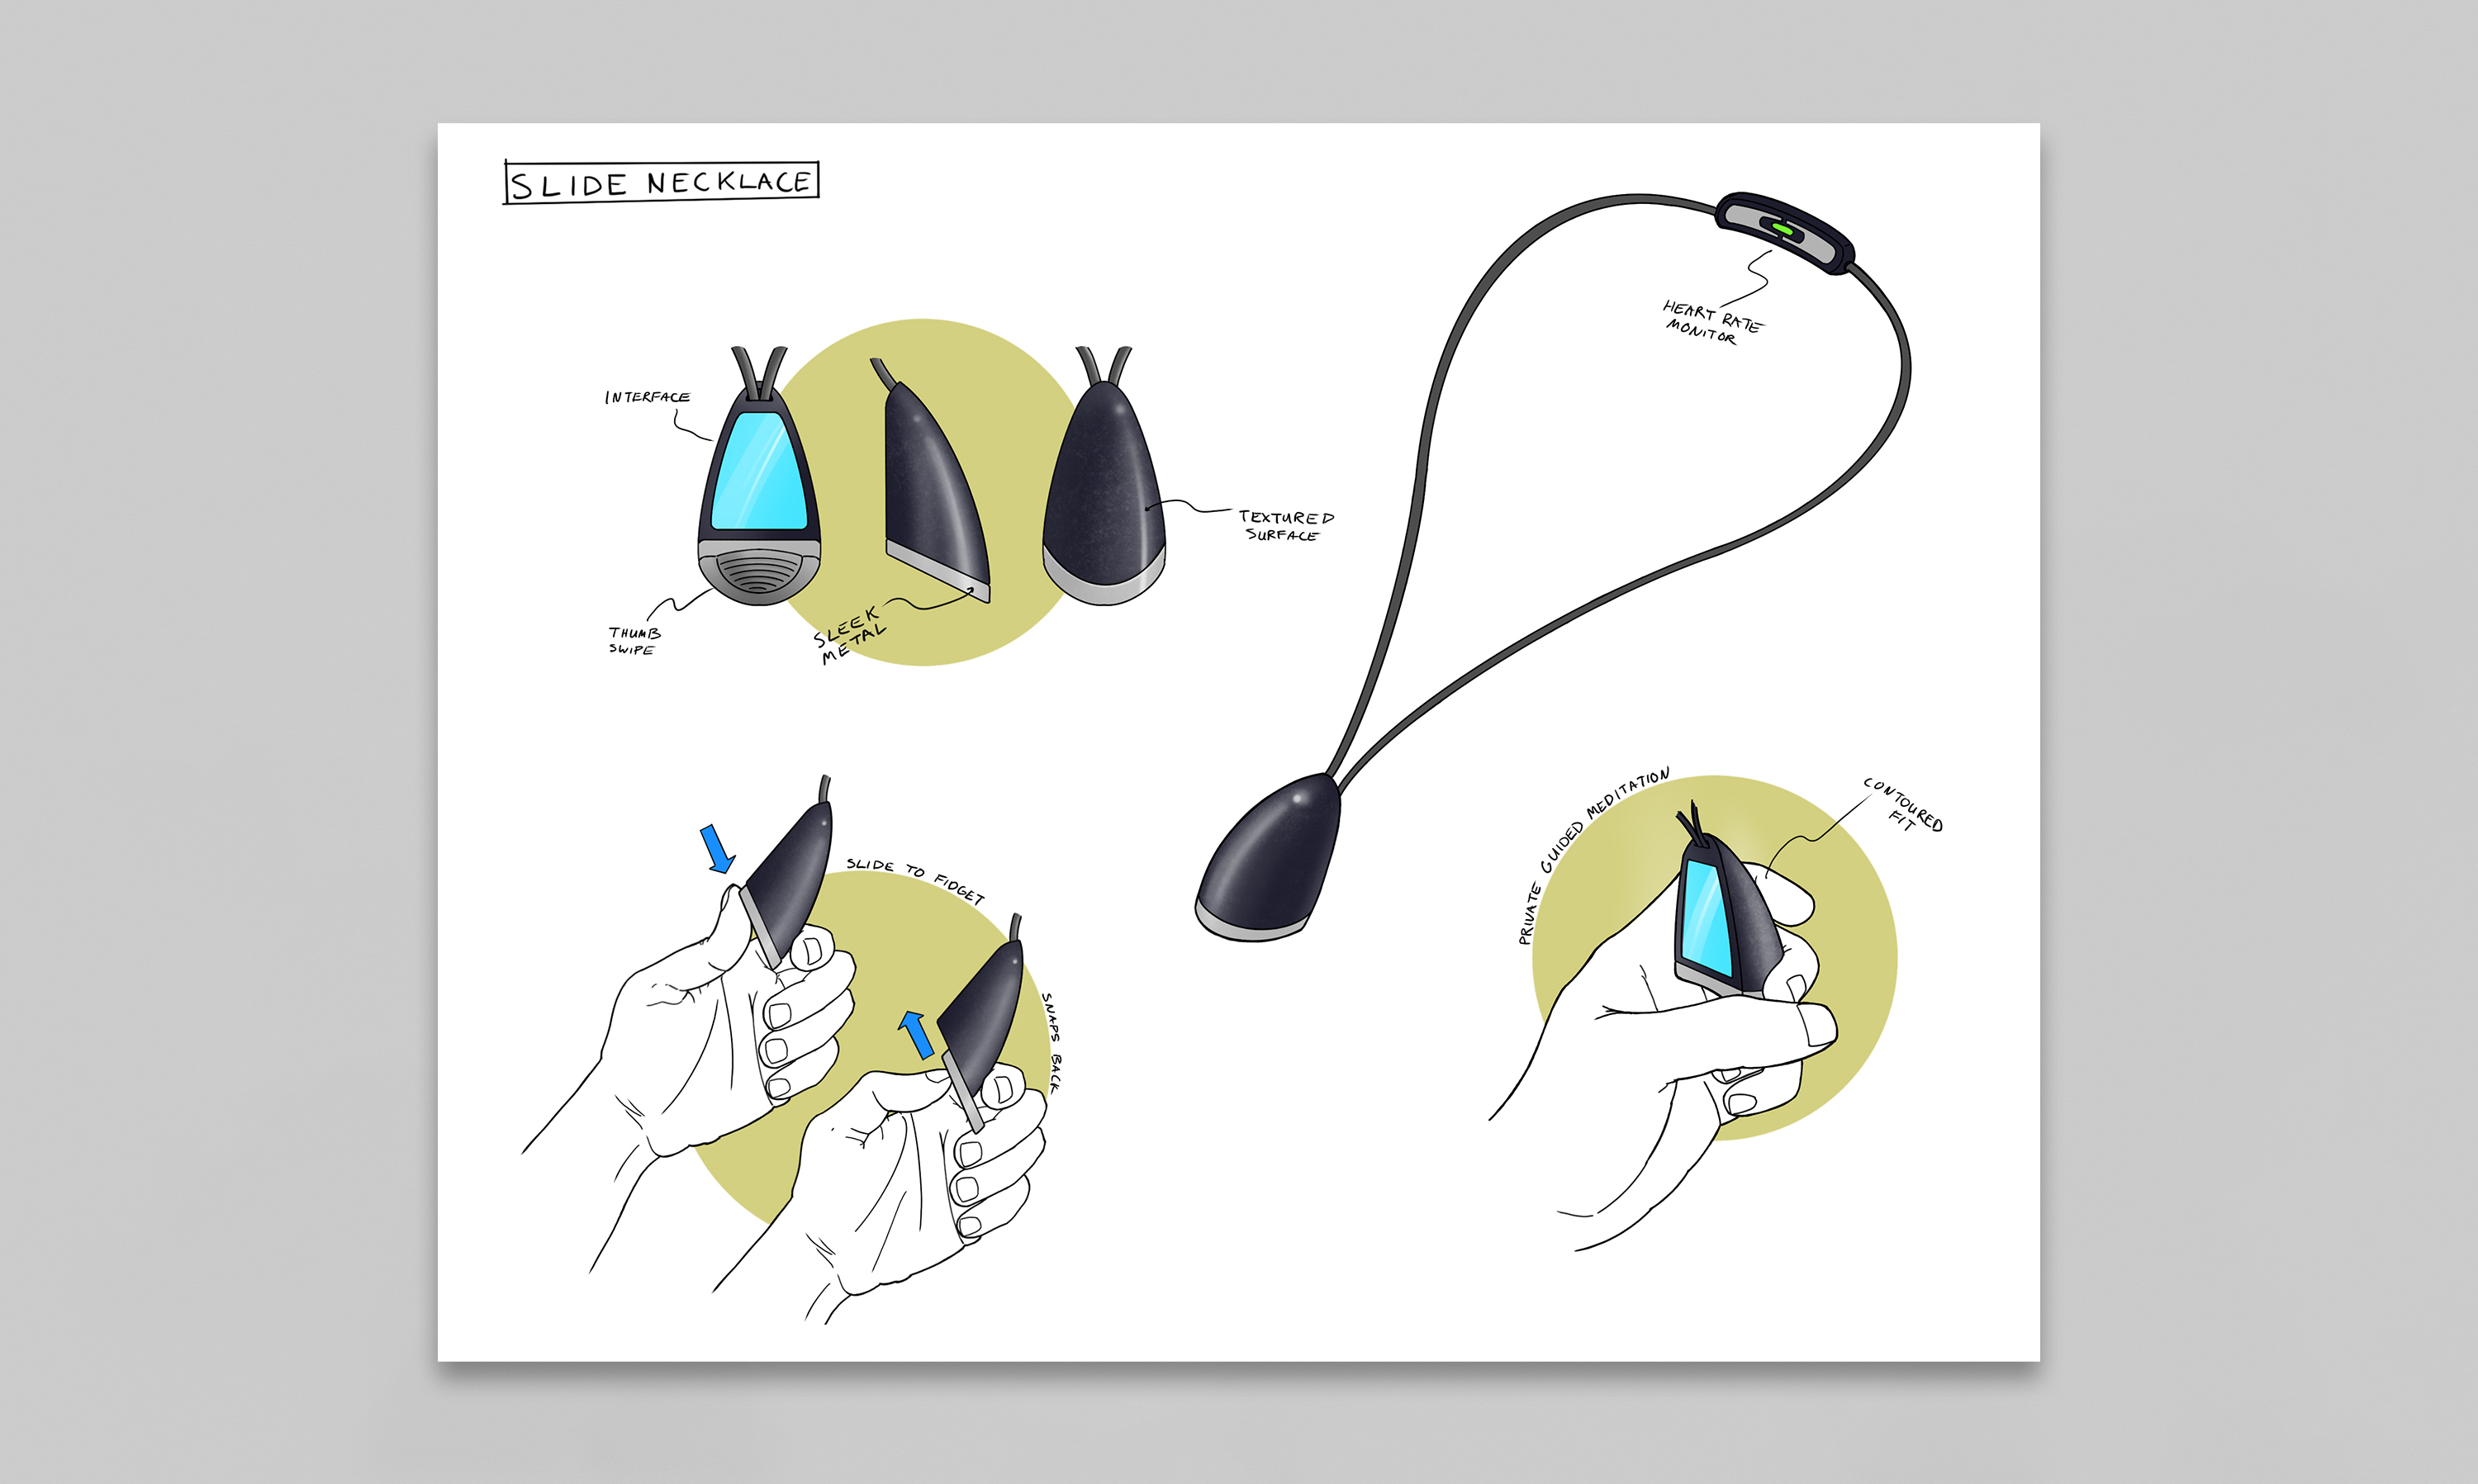 SLIDE NECKLACE
HEART RATE
MONITOR
INTERFACE
TEXTURED
SURFACE
THUMB
SWIPE
SLEEK
METAL
PRIVATE GUIDED MEDITATION
CONTOURED
FIT
SLIDE TO FIDGET
SNAPS BACK